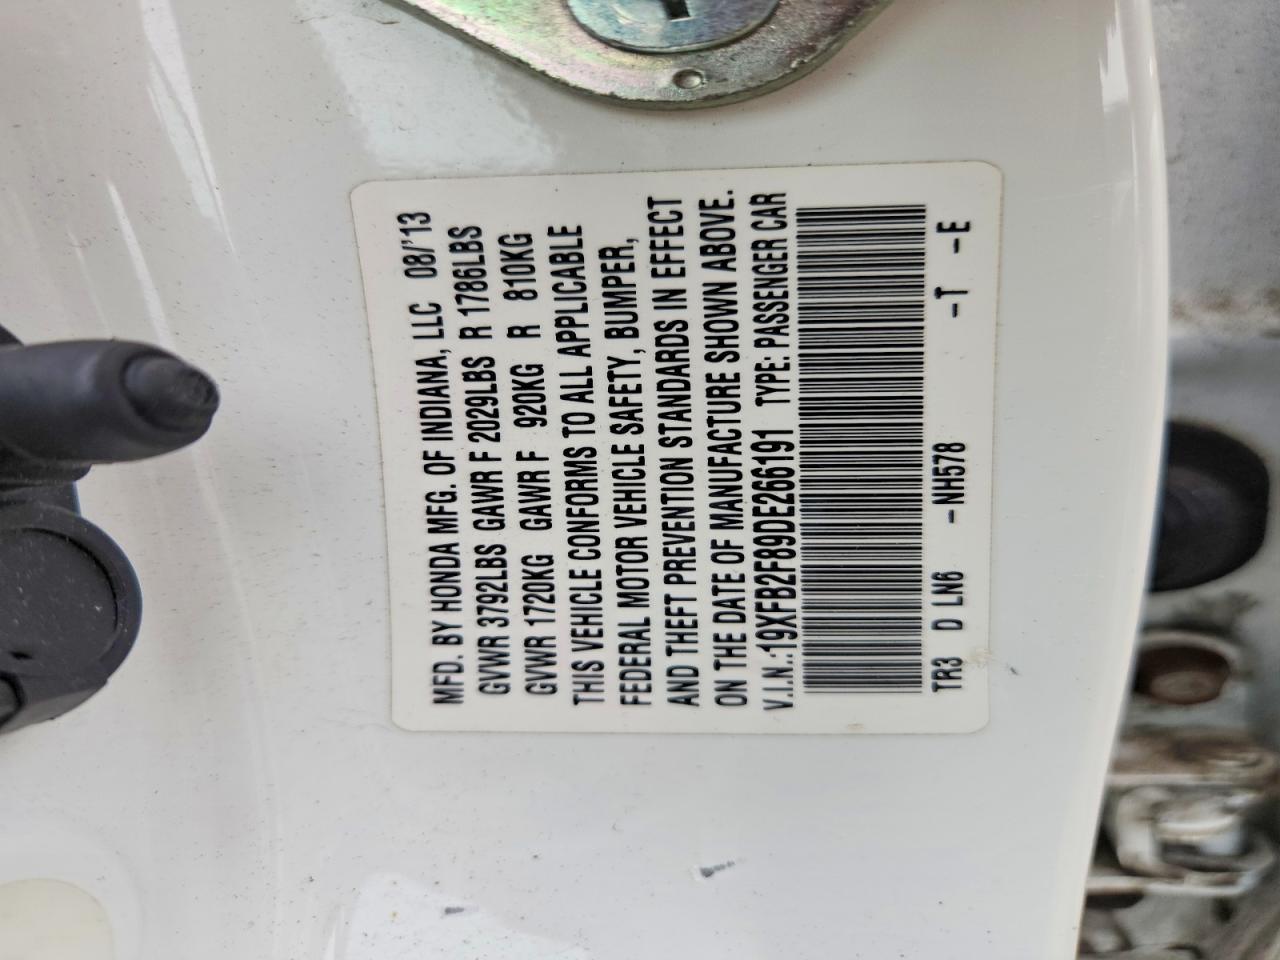 MFD. BY HONDA MFG. OF INDIANA, LLC 08/'13
GVWR 3792LBS GAWR F 2029LBS R 1786LBS
GVWR 1720KG GAWR F 920KG R 810KG
THIS VEHICLE CONFORMS TO ALL APPLICABLE
FEDERAL MOTOR VEHICLE SAFETY, BUMPER,
AND THEFT PREVENTION STANDARDS IN EFFECT
ON THE DATE OF MANUFACTURE SHOWN ABOVE.
V.I.N.:19XFB2F89DE266191 TYPE: PASSENGER CAR
TR3 D LN6 -NH578 -T -E